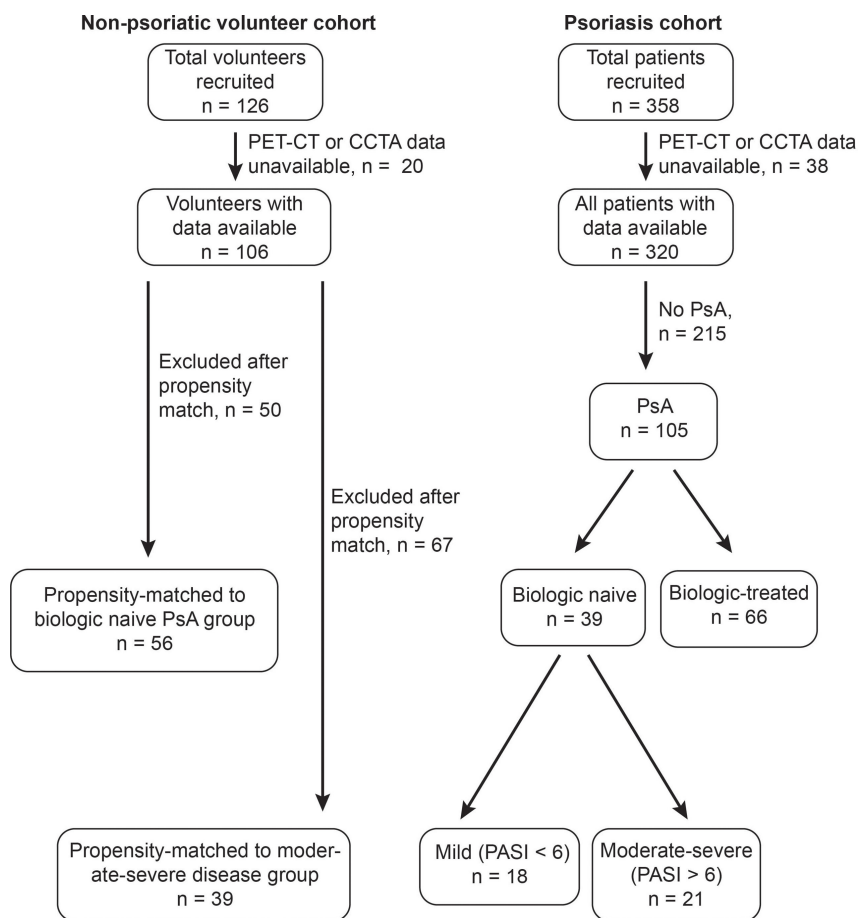 Non-psoriatic volunteer cohort
Total volunteers
recruited
n = 126
PET-CT or CCTA data
unavailable, n = 20
Volunteers with
data available
n = 106
Excluded after
propensity
match, n = 50
Excluded after
propensity
match, n = 67
Propensity-matched to
biologic naive PsA group
n = 56
Propensity-matched to moder-
ate-severe disease group
n = 39
Psoriasis cohort
Total patients
recruited
n = 358
PET-CT or CCTA data
unavailable, n = 38
All patients with
data available
n = 320
No PsA,
n = 215
PsA
n = 105
Biologic naive
n = 39
Biologic-treated
n = 66
Mild (PASI < 6)
n = 18
Moderate-severe
(PASI > 6)
n = 21